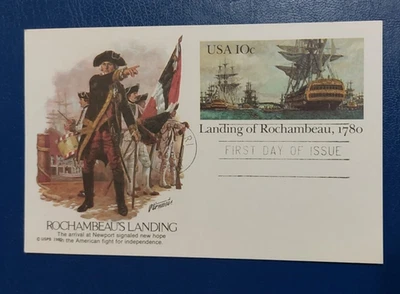 USA 10c
Landing of Rochambeau, 1780
FIRST DAY OF ISSUE
ROCHAMBEAU'S LANDING
The arrival at Newport signaled new hope
in the American fight for independence.